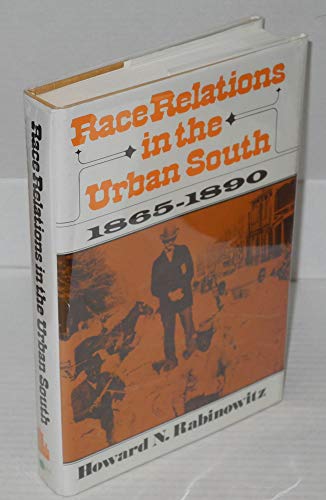 Race Relations
in the
Urban South
1865-1890
Howard N. Rabinowitz
Race Relations in the Urban South